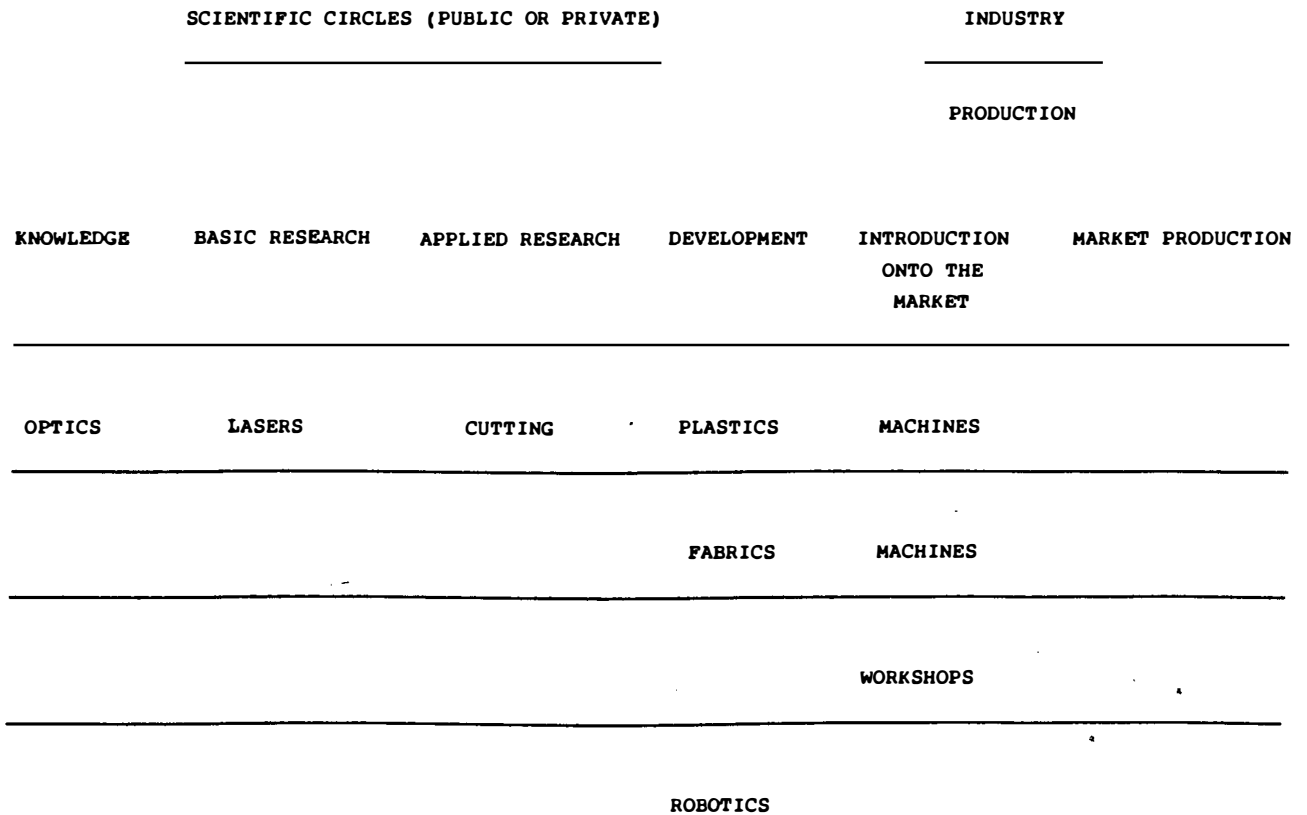 SCIENTIFIC CIRCLES (PUBLIC OR PRIVATE) INDUSTRY
PRODUCTION
KNOWLEDGE BASIC RESEARCH APPLIED RESEARCH DEVELOPMENT INTRODUCTION MARKET PRODUCTION
ONTO THE
MARKET
OPTICS LASERS CUTTING PLASTICS MACHINES
FABRICS MACHINES
WORKSHOPS
ROBOTICS